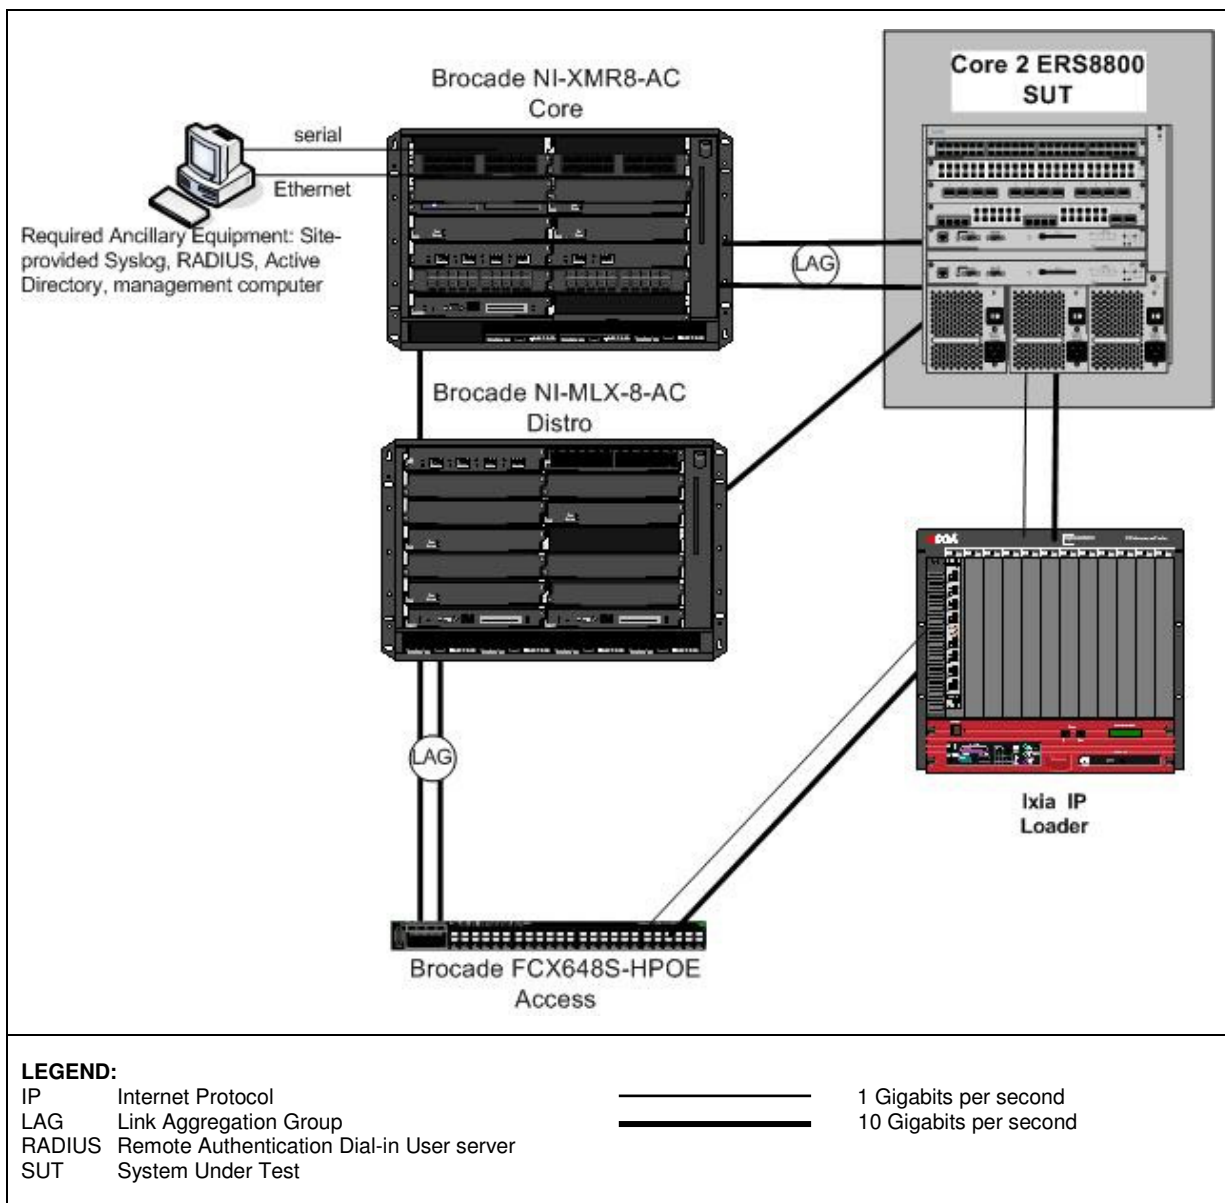 Core 2 ERS8800
SUT
Brocade NI-XMR8-AC
Core
serial
Ethernet
Required Ancillary Equipment: Site-
provided Syslog, RADIUS, Active
Directory, management computer
LAG
Brocade NI-MLX-8-AC
Distro
IXIA
LAG
Ixia IP
Loader
Brocade FCX648S-HPOE
Access
LEGEND:
IP Internet Protocol
LAG Link Aggregation Group
RADIUS Remote Authentication Dial-in User server
SUT System Under Test
1 Gigabits per second
10 Gigabits per second